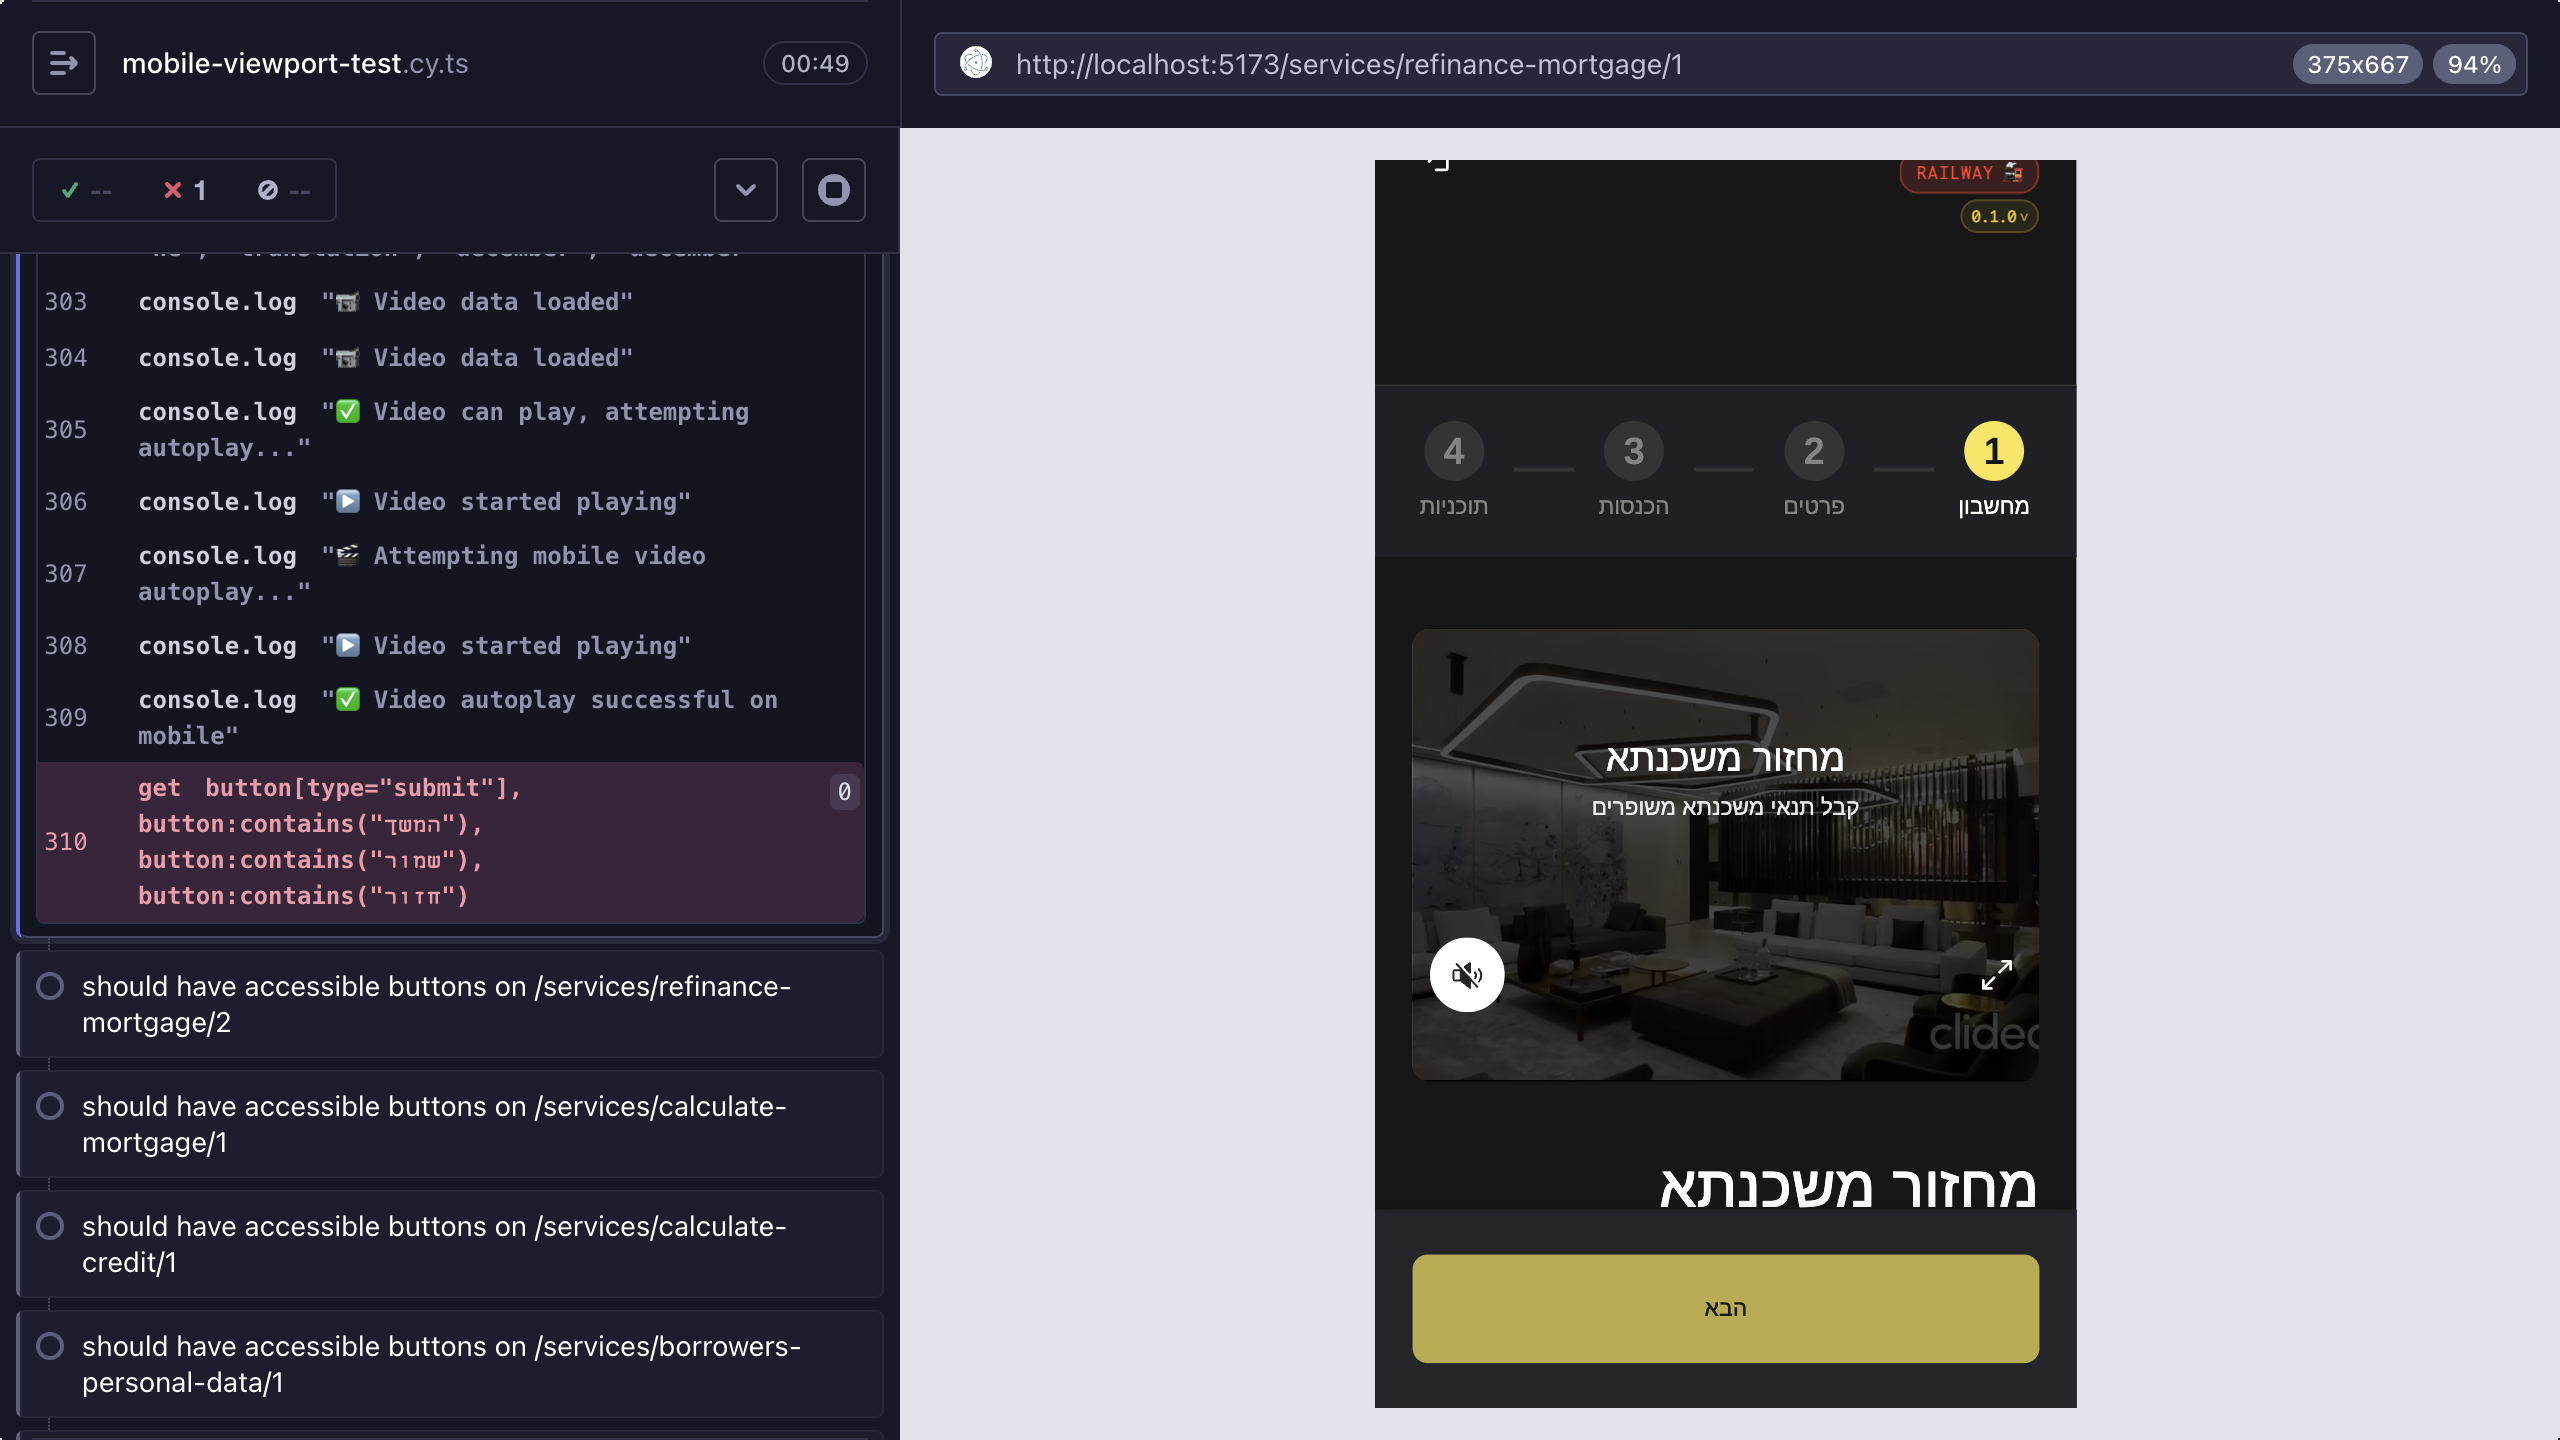 mobile-viewport-test.cy.ts
00:49
-- 1 --
"he", "translation", "december", "december"
303 console.log "🎥 Video data loaded"
304 console.log "🎥 Video data loaded"
305 console.log "✅ Video can play, attempting
autoplay..."
306 console.log "▶️ Video started playing"
307 console.log "🎬 Attempting mobile video
autoplay..."
308 console.log "▶️ Video started playing"
309 console.log "✅ Video autoplay successful on
mobile"
310 get button[type="submit"],
button:contains("המשך"),
button:contains("שמור"),
button:contains("חזור")
0
should have accessible buttons on /services/refinance-
mortgage/2
should have accessible buttons on /services/calculate-
mortgage/1
should have accessible buttons on /services/calculate-
credit/1
should have accessible buttons on /services/borrowers-
personal-data/1
http://localhost:5173/services/refinance-mortgage/1
375x667
94%
RAILWAY 🚂
0.1.0v
1 2 3 4
מחשבון פרטים הכנסות תוכניות
מחזור משכנתא
קבל תנאי משכנתא משופרים
clideo
מחזור משכנתא
הבא